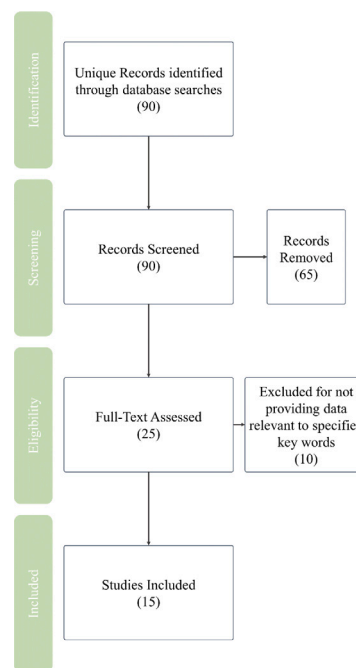 Identification
Unique Records identified
through database searches
(90)
Screening
Records Screened
(90)
Records
Removed
(65)
Eligibility
Full-Text Assessed
(25)
Excluded for not
providing data
relevant to specifie
key words
(10)
Included
Studies Included
(15)